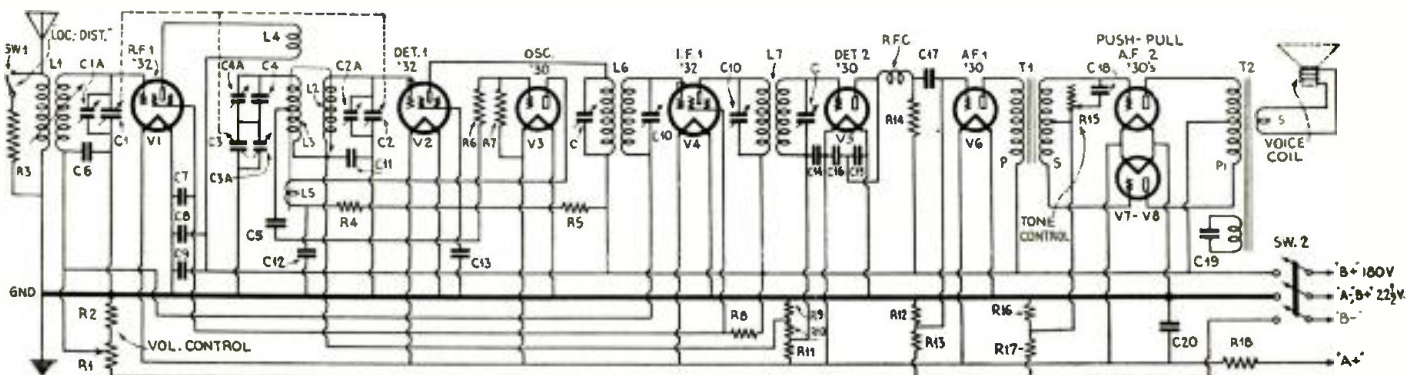 LOC.-DIST."
SW1
L1
C1A
R.F.1
'32)
L4
C4A
C4
L2
C2A
DET.1
'32
OSC.
'30
L6
I.F.1
'32
C10
L7
C
DET 2
'30
R.F.C
C17
A.F.1
'30
T1
C18
PUSH-PULL
A.F. 2
'30's
T2
S
VOICE
COIL
R3
C1
V1
C6
C3
C3A
L3
C11
C2
V2
R6
R7
V3
C
C10
V4
V5
C14
C16
C15
R14
V6
P
S
R15
V7-V8
P1
TONE
CONTROL
C7
C8
C9
L5
R4
R5
C5
C12
C13
C19
SW.2
"B+" 180V
GND
"A-,B+" 22½V.
"B-"
R2
VOL. CONTROL
R1
R8
R9
R10
R11
R12
R13
R16
R17
C20
R18
"A+"